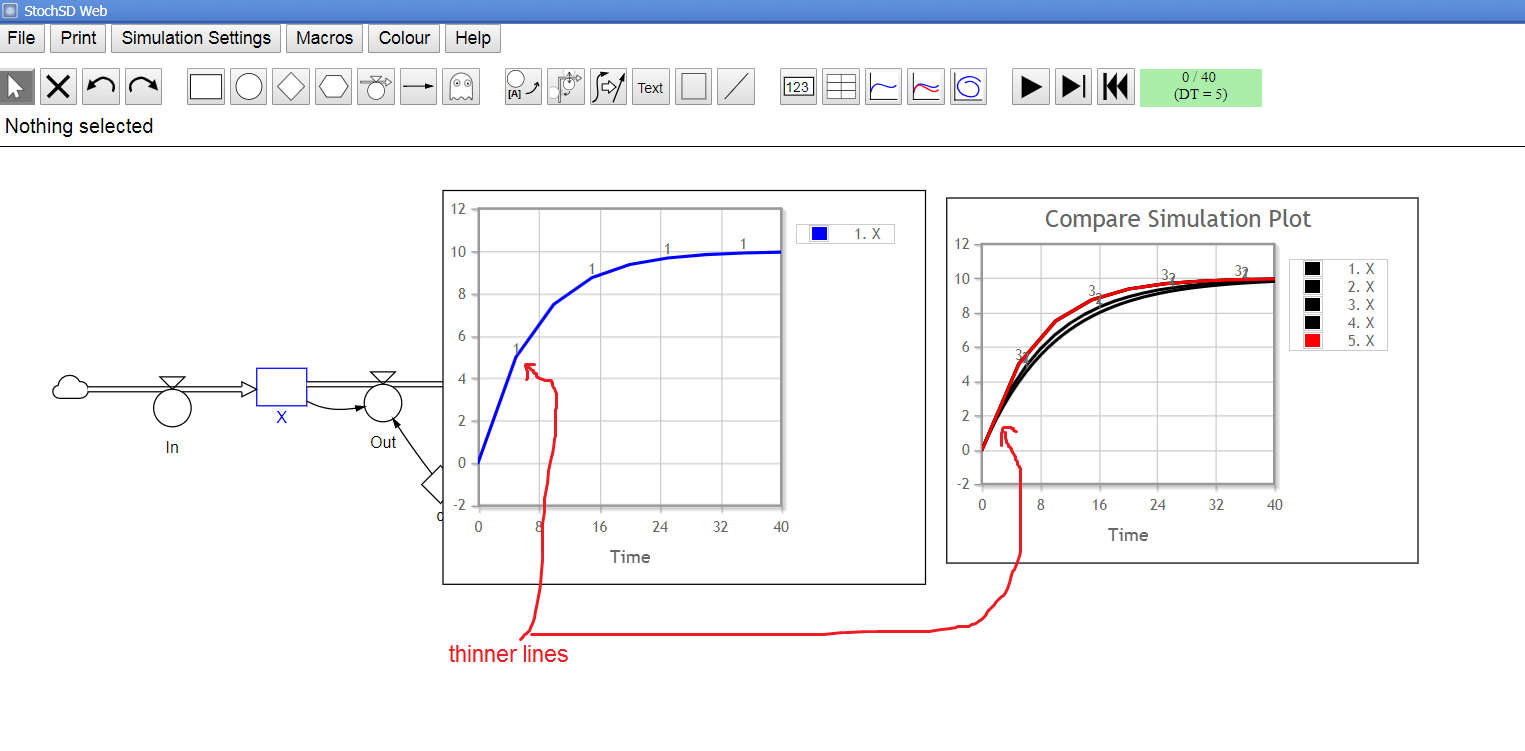 StochSD Web
File Print Simulation Settings Macros Colour Help
[A] Text 123 0 / 40
(DT = 5)
Nothing selected
12
10
8
6
4
2
0
-2
0 8 16 24 32 40
Time
1 1 1 1
1. X
Compare Simulation Plot
12
10
8
6
4
2
0
-2
0 8 16 24 32 40
Time
1. X
2. X
3. X
4. X
5. X
In
X
Out
thinner lines